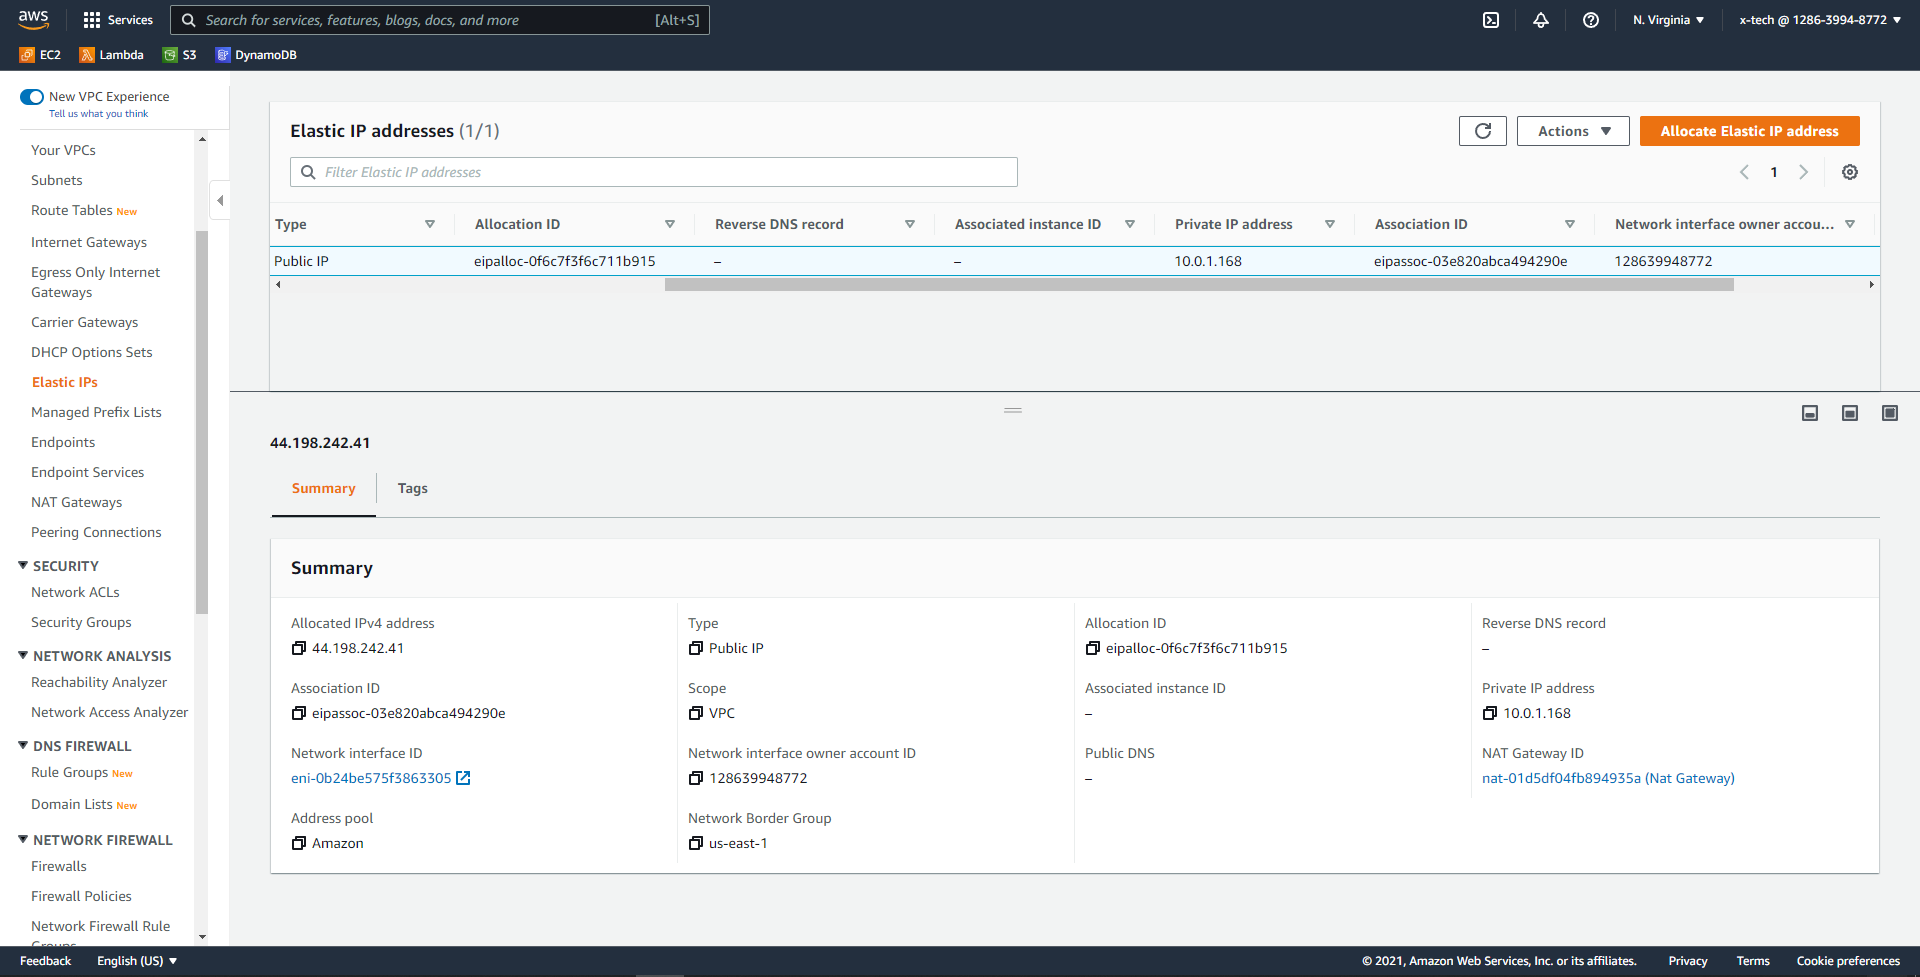 aws
Services
Search for services, features, blogs, docs, and more
[Alt+S]
N. Virginia
x-tech @ 1286-3994-8772
EC2
Lambda
S3
DynamoDB
New VPC Experience
Tell us what you think
Your VPCs
Subnets
Route Tables New
Internet Gateways
Egress Only Internet
Gateways
Carrier Gateways
DHCP Options Sets
Elastic IPs
Managed Prefix Lists
Endpoints
Endpoint Services
NAT Gateways
Peering Connections
SECURITY
Network ACLs
Security Groups
NETWORK ANALYSIS
Reachability Analyzer
Network Access Analyzer
DNS FIREWALL
Rule Groups New
Domain Lists New
NETWORK FIREWALL
Firewalls
Firewall Policies
Network Firewall Rule
Groups
Elastic IP addresses (1/1)
Actions
Allocate Elastic IP address
Filter Elastic IP addresses
1
Type
Allocation ID
Reverse DNS record
Associated instance ID
Private IP address
Association ID
Network interface owner accou...
Public IP
eipalloc-0f6c7f3f6c711b915
–
–
10.0.1.168
eipassoc-03e820abca494290e
128639948772
44.198.242.41
Summary
Tags
Summary
Allocated IPv4 address
44.198.242.41
Type
Public IP
Allocation ID
eipalloc-0f6c7f3f6c711b915
Reverse DNS record
–
Association ID
eipassoc-03e820abca494290e
Scope
VPC
Associated instance ID
–
Private IP address
10.0.1.168
Network interface ID
eni-0b24be575f3863305
Network interface owner account ID
128639948772
Public DNS
–
NAT Gateway ID
nat-01d5df04fb894935a (Nat Gateway)
Address pool
Amazon
Network Border Group
us-east-1
Feedback
English (US)
© 2021, Amazon Web Services, Inc. or its affiliates.
Privacy
Terms
Cookie preferences